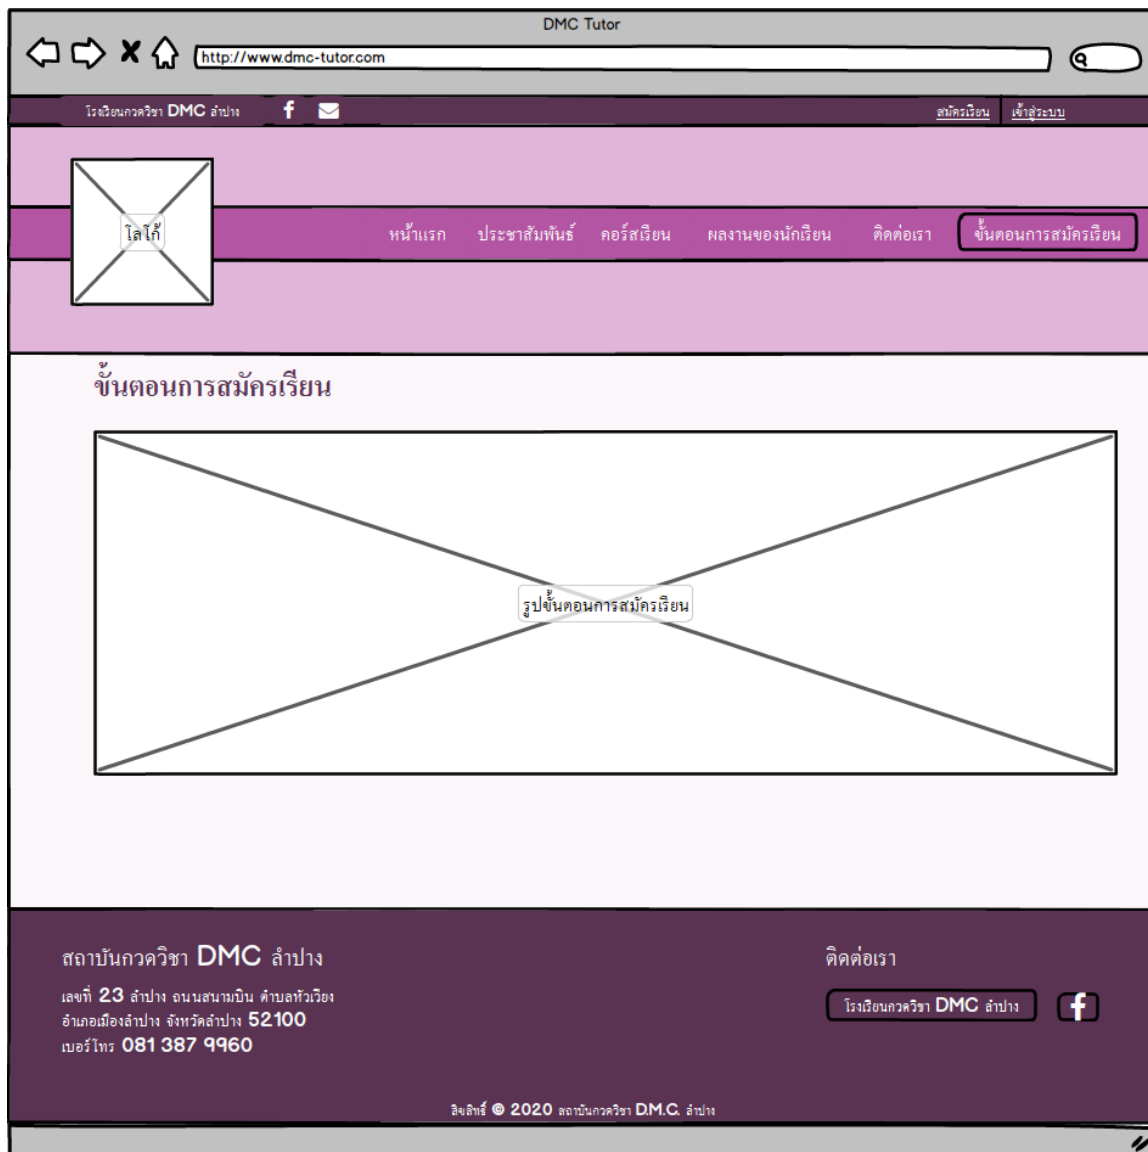 DMC Tutor
http://www.dmc-tutor.com
โรงเรียนกวดวิชา DMC ลำปาง
สมัครเรียน เข้าสู่ระบบ
โลโก้
หน้าแรก ประชาสัมพันธ์ คอร์สเรียน ผลงานของนักเรียน ติดต่อเรา ขั้นตอนการสมัครเรียน
ขั้นตอนการสมัครเรียน
รูปขั้นตอนการสมัครเรียน
สถาบันกวดวิชา DMC ลำปาง
เลขที่ 23 ลำปาง ถนนสนามบิน ตำบลหัวเวียง
อำเภอเมืองลำปาง จังหวัดลำปาง 52100
เบอร์โทร 081 387 9960
ติดต่อเรา
โรงเรียนกวดวิชา DMC ลำปาง
ลิขสิทธิ์ © 2020 สถาบันกวดวิชา D.M.C. ลำปาง